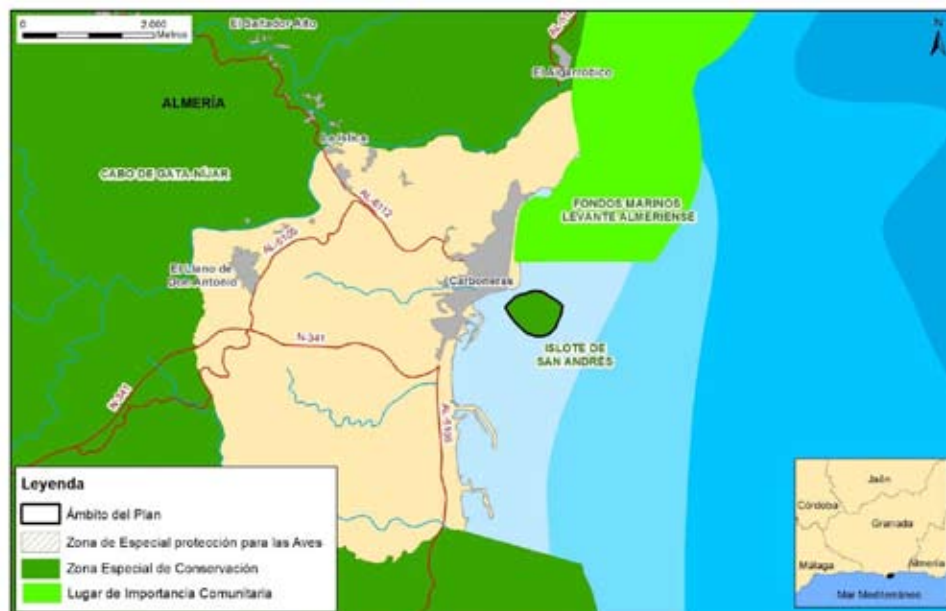 0 2.000
Metros
El Saltador Alto
N
El Algarrobico
ALMERÍA
La Islica
CABO DE GATA-NÍJAR
AL-6112
FONDOS MARINOS
LEVANTE ALMERIENSE
AL-5106
El Llano de
Don Antonio
Carboneras
N-341
ISLOTE DE
SAN ANDRÉS
N-341
Leyenda
Ámbito del Plan
Zona de Especial protección para las Aves
Zona Especial de Conservación
Lugar de Importancia Comunitaria
Jaén
Córdoba
Granada
Málaga
Almería
Mar Mediterráneo